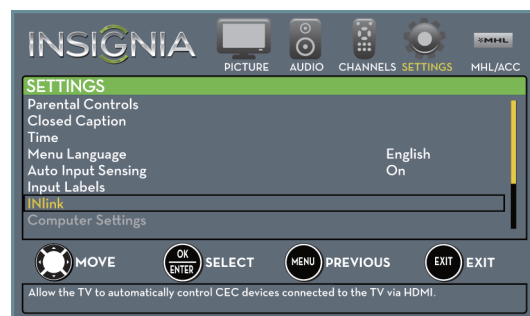 INSIGNIA
PICTURE AUDIO CHANNELS SETTINGS MHL/ACC
MHL
SETTINGS
Parental Controls
Closed Caption
Time
Menu Language English
Auto Input Sensing On
Input Labels
INlink
Computer Settings
MOVE OK ENTER SELECT MENU PREVIOUS EXIT EXIT
Allow the TV to automatically control CEC devices connected to the TV via HDMI.